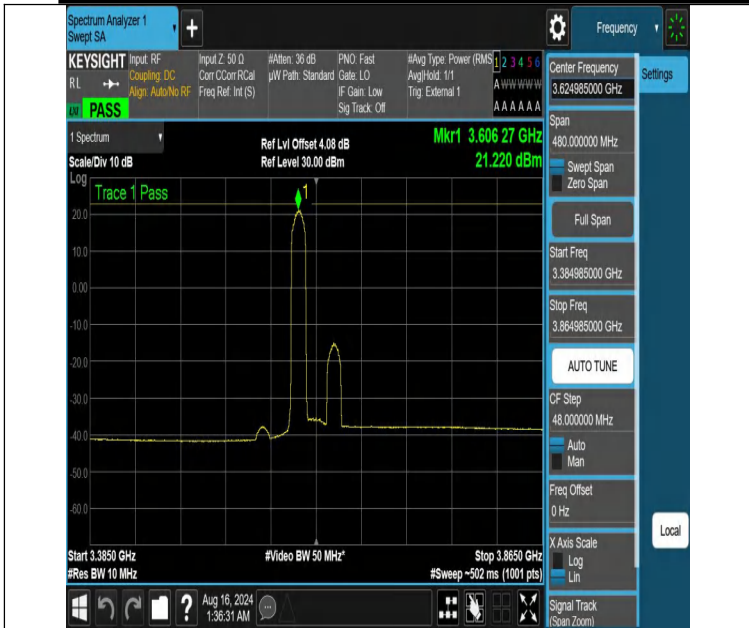 Spectrum Analyzer 1
Swept SA
Frequency
KEYSIGHT
RL
LXI
PASS
Input: RF
Coupling: DC
Align: Auto/No RF
Input Z: 50 Ω
Corr CCorr RCal
Freq Ref: Int (S)
#Atten: 36 dB
µW Path: Standard
PNO: Fast
Gate: LO
IF Gain: Low
Sig Track: Off
#Avg Type: Power (RMS
Avg|Hold: 1/1
Trig: External 1
1 2 3 4 5 6
A W W W W W
A A A A A A
1 Spectrum
Scale/Div 10 dB
Ref Lvl Offset 4.08 dB
Ref Level 30.00 dBm
Mkr1 3.606 27 GHz
21.220 dBm
Log
Trace 1 Pass
1
20.0
10.0
0.00
-10.0
-20.0
-30.0
-40.0
-50.0
-60.0
Start 3.3850 GHz
#Res BW 10 MHz
#Video BW 50 MHz*
Stop 3.8650 GHz
#Sweep ~502 ms (1001 pts)
Center Frequency
3.624985000 GHz
Settings
Span
480.000000 MHz
Swept Span
Zero Span
Full Span
Start Freq
3.384985000 GHz
Stop Freq
3.864985000 GHz
AUTO TUNE
CF Step
48.000000 MHz
Auto
Man
Freq Offset
0 Hz
X Axis Scale
Log
Lin
Local
Signal Track
(Span Zoom)
?
Aug 16, 2024
1:36:31 AM